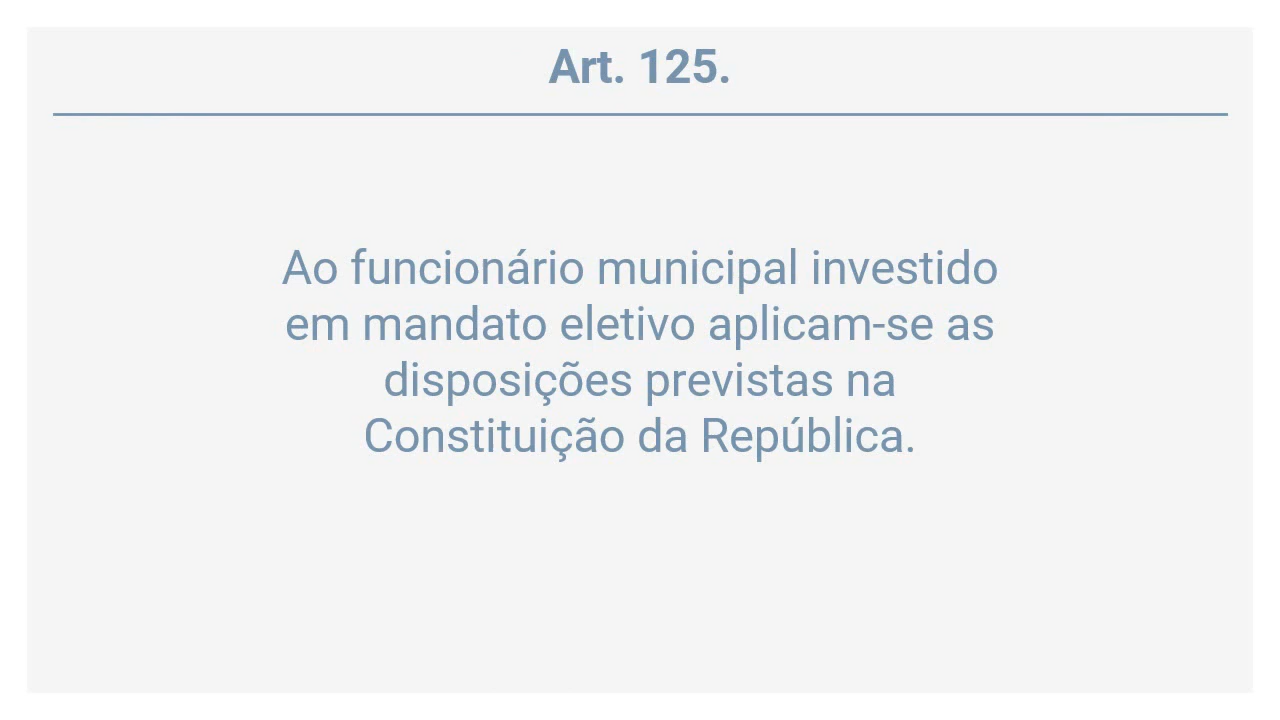 Art. 125.
Ao funcionário municipal investido
em mandato eletivo aplicam-se as
disposições previstas na
Constituição da República.